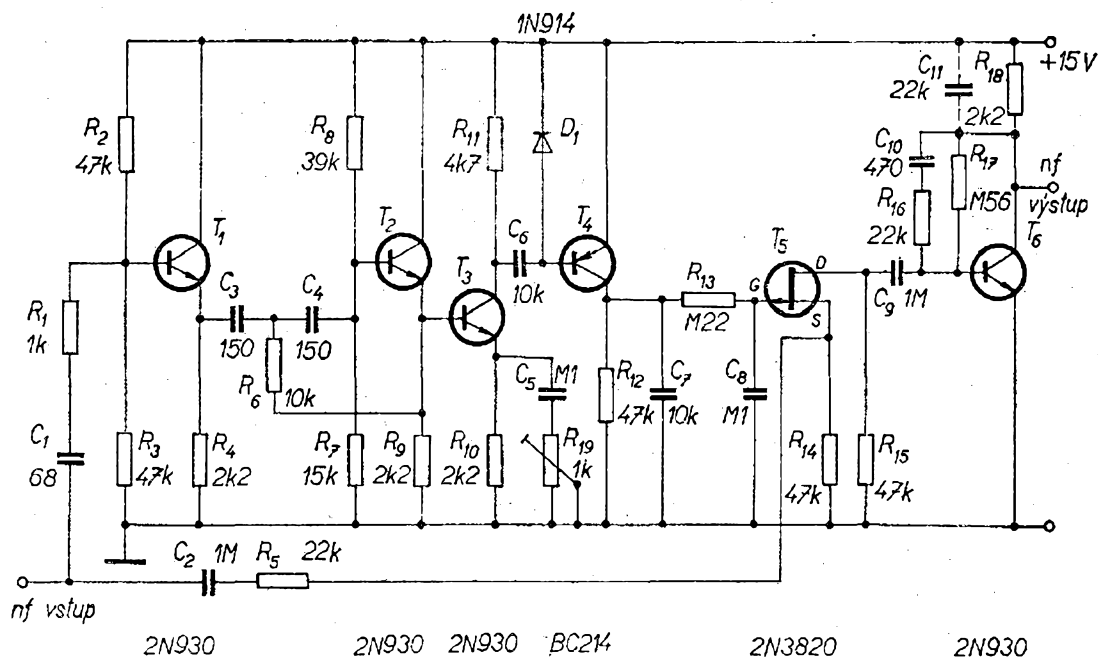 1N914
+15V
R2
47k
R8
39k
R11
4k7
D1
C11
22k
R18
2k2
C10
470
R17
M56
R16
22k
nf
výstup
T1
T2
T3
C6
10k
T4
T5
T6
R1
1k
C3
150
C4
150
R6
10k
R13
M22
G
D
S
C9
1M
C1
68
R3
47k
R4
2k2
R7
15k
R9
2k2
R10
2k2
C5
M1
R19
1k
R12
47k
C7
10k
C8
M1
R14
47k
R15
47k
C2
1M
R5
22k
nf vstup
2N930
2N930
2N930
BC214
2N3820
2N930